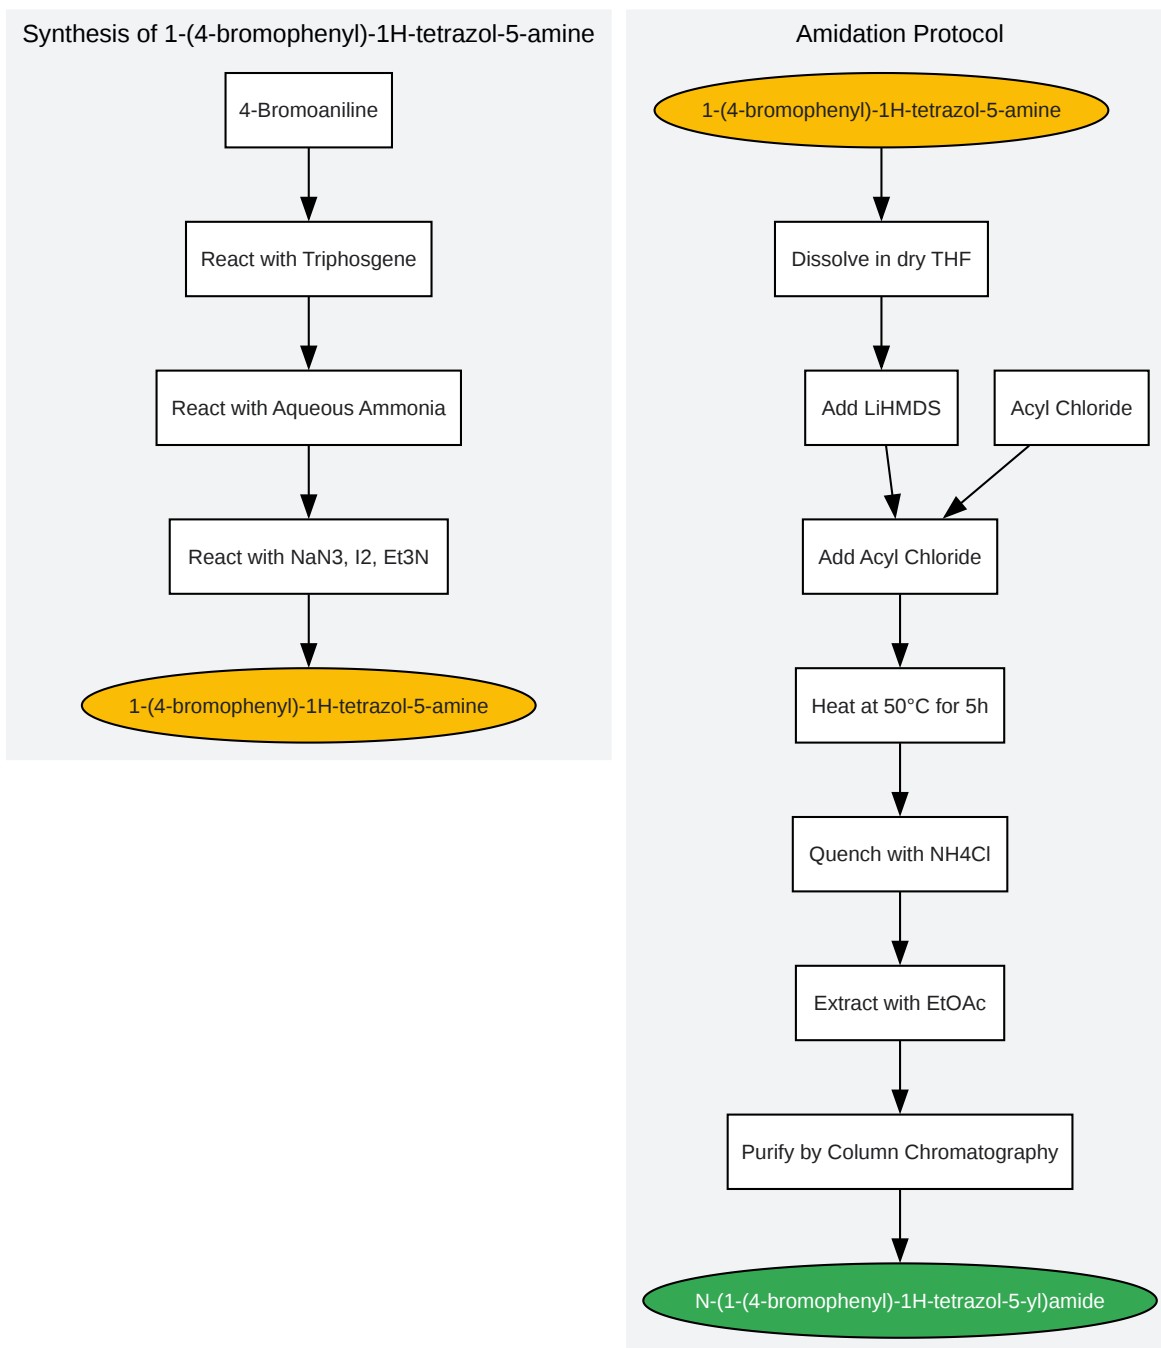 Synthesis of 1-(4-bromophenyl)-1H-tetrazol-5-amine
4-Bromoaniline
React with Triphosgene
React with Aqueous Ammonia
React with NaN3, I2, Et3N
1-(4-bromophenyl)-1H-tetrazol-5-amine
Amidation Protocol
1-(4-bromophenyl)-1H-tetrazol-5-amine
Dissolve in dry THF
Add LiHMDS
Acyl Chloride
Add Acyl Chloride
Heat at 50°C for 5h
Quench with NH4Cl
Extract with EtOAc
Purify by Column Chromatography
N-(1-(4-bromophenyl)-1H-tetrazol-5-yl)amide